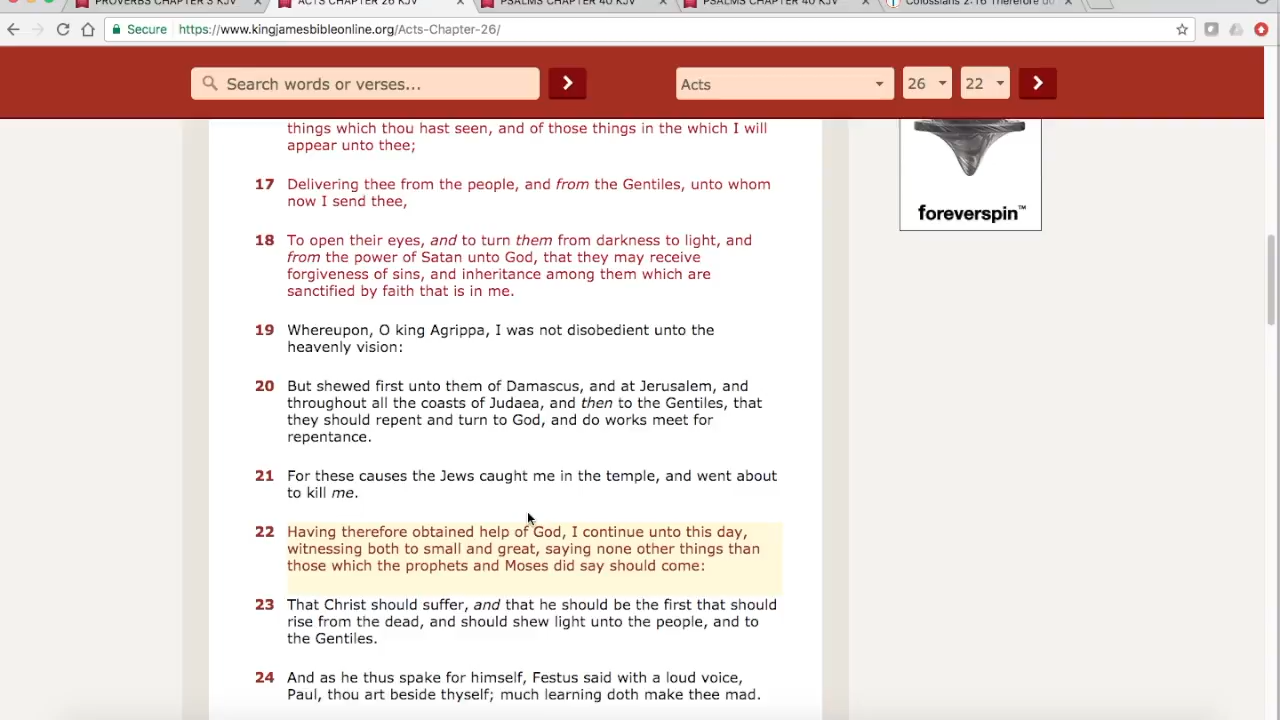 PROVERBS CHAPTER 3 KJV
ACTS CHAPTER 26 KJV
PSALMS CHAPTER 40 KJV
PSALMS CHAPTER 40 KJV
Colossians 2:16 Therefore do
Secure https://www.kingjamesbibleonline.org/Acts-Chapter-26/
Search words or verses... Acts 26 22
things which thou hast seen, and of those things in the which I will
appear unto thee;
17 Delivering thee from the people, and from the Gentiles, unto whom
now I send thee,
18 To open their eyes, and to turn them from darkness to light, and
from the power of Satan unto God, that they may receive
forgiveness of sins, and inheritance among them which are
sanctified by faith that is in me.
19 Whereupon, O king Agrippa, I was not disobedient unto the
heavenly vision:
20 But shewed first unto them of Damascus, and at Jerusalem, and
throughout all the coasts of Judaea, and then to the Gentiles, that
they should repent and turn to God, and do works meet for
repentance.
21 For these causes the Jews caught me in the temple, and went about
to kill me.
22 Having therefore obtained help of God, I continue unto this day,
witnessing both to small and great, saying none other things than
those which the prophets and Moses did say should come:
23 That Christ should suffer, and that he should be the first that should
rise from the dead, and should shew light unto the people, and to
the Gentiles.
24 And as he thus spake for himself, Festus said with a loud voice,
Paul, thou art beside thyself; much learning doth make thee mad.
foreverspin™